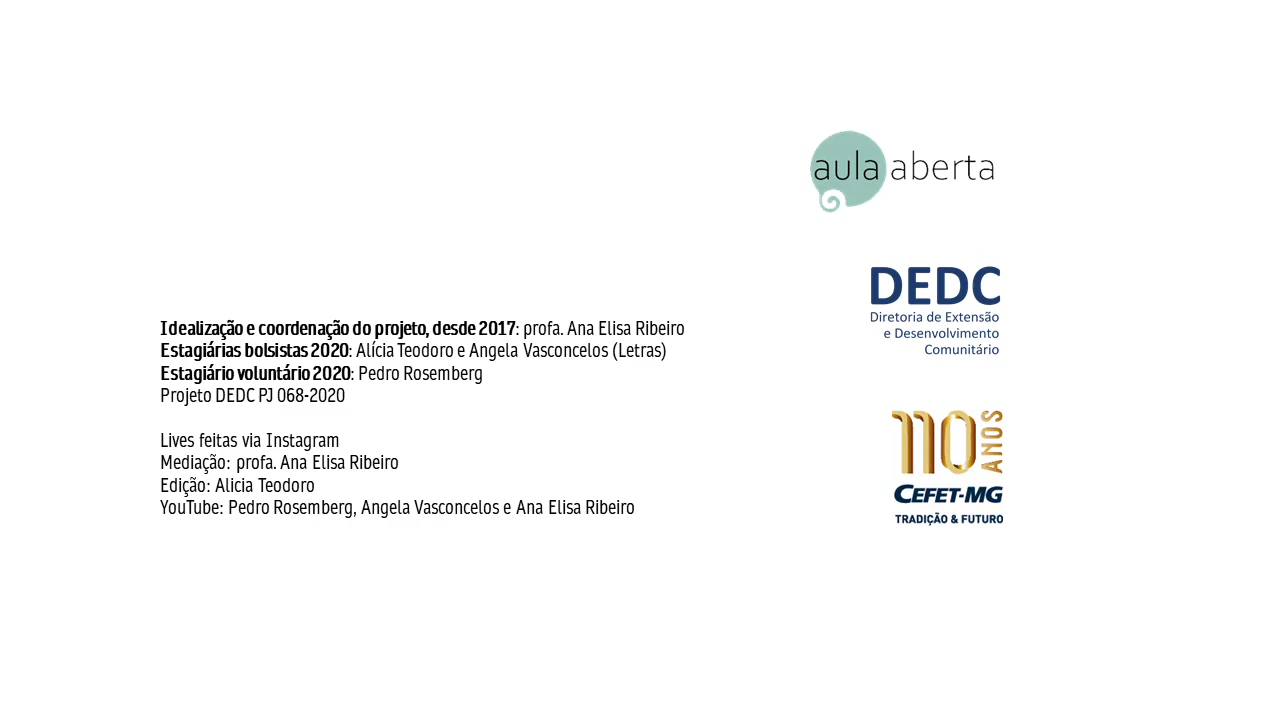 aula aberta
DEDC
Diretoria de Extensão
e Desenvolvimento
Comunitário
Idealização e coordenação do projeto, desde 2017: profa. Ana Elisa Ribeiro
Estagiárias bolsistas 2020: Alícia Teodoro e Angela Vasconcelos (Letras)
Estagiário voluntário 2020: Pedro Rosemberg
Projeto DEDC PJ 068-2020
Lives feitas via Instagram
Mediação: profa. Ana Elisa Ribeiro
Edição: Alicia Teodoro
YouTube: Pedro Rosemberg, Angela Vasconcelos e Ana Elisa Ribeiro
110 ANOS
CEFET-MG
TRADIÇÃO & FUTURO